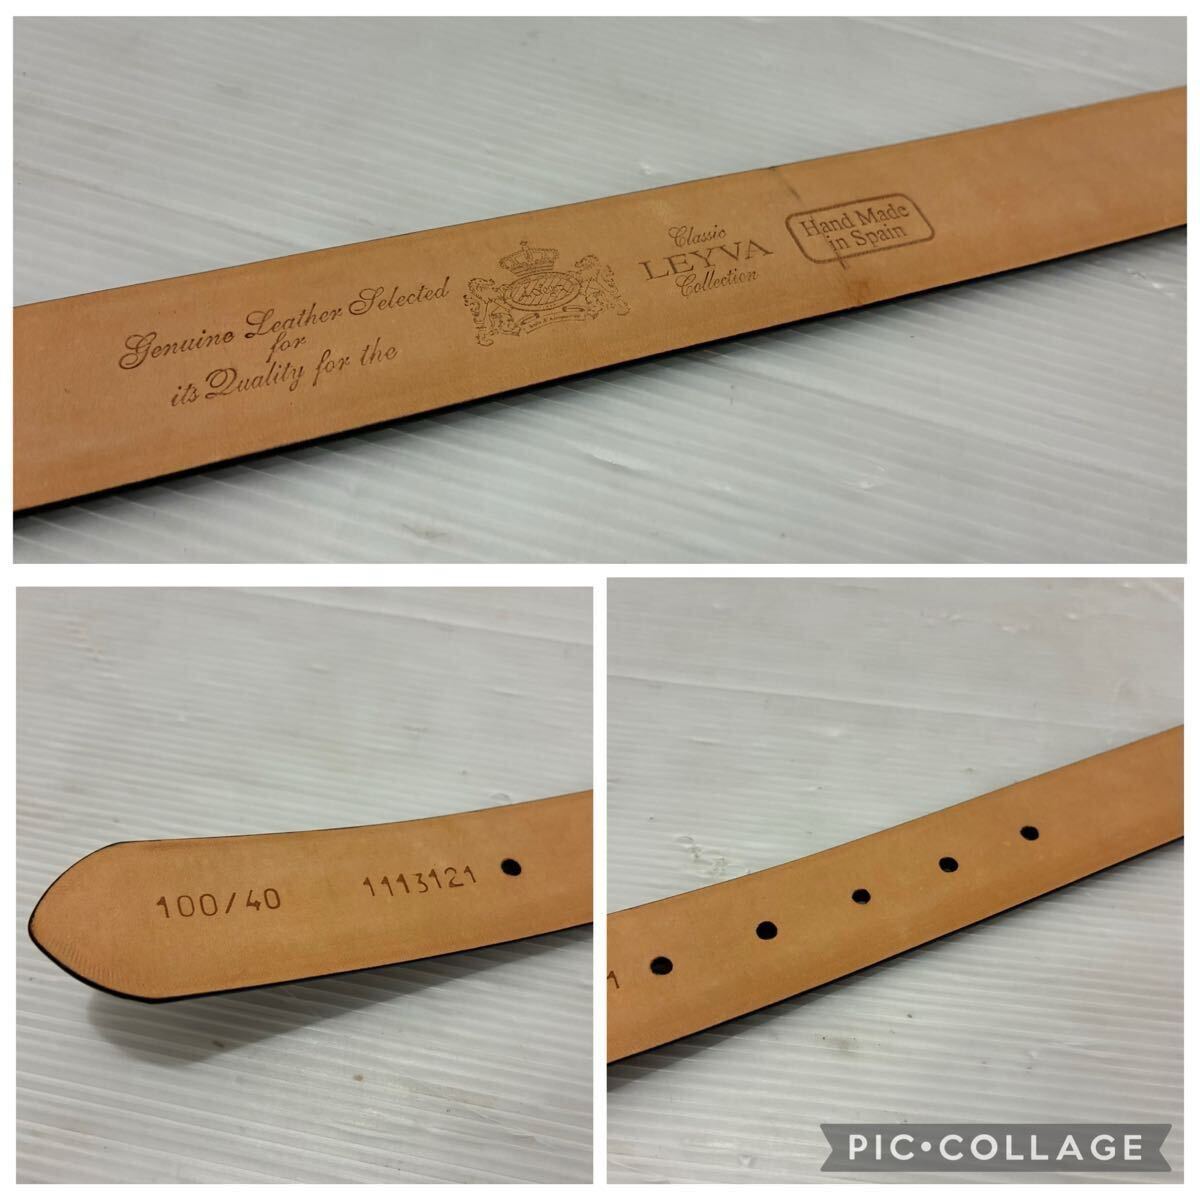 Genuine Leather Selected
for
its Quality for the
Classic
LEYVA
Collection
Hand Made
in Spain
100/40 1113121
1
PIC•COLLAGE